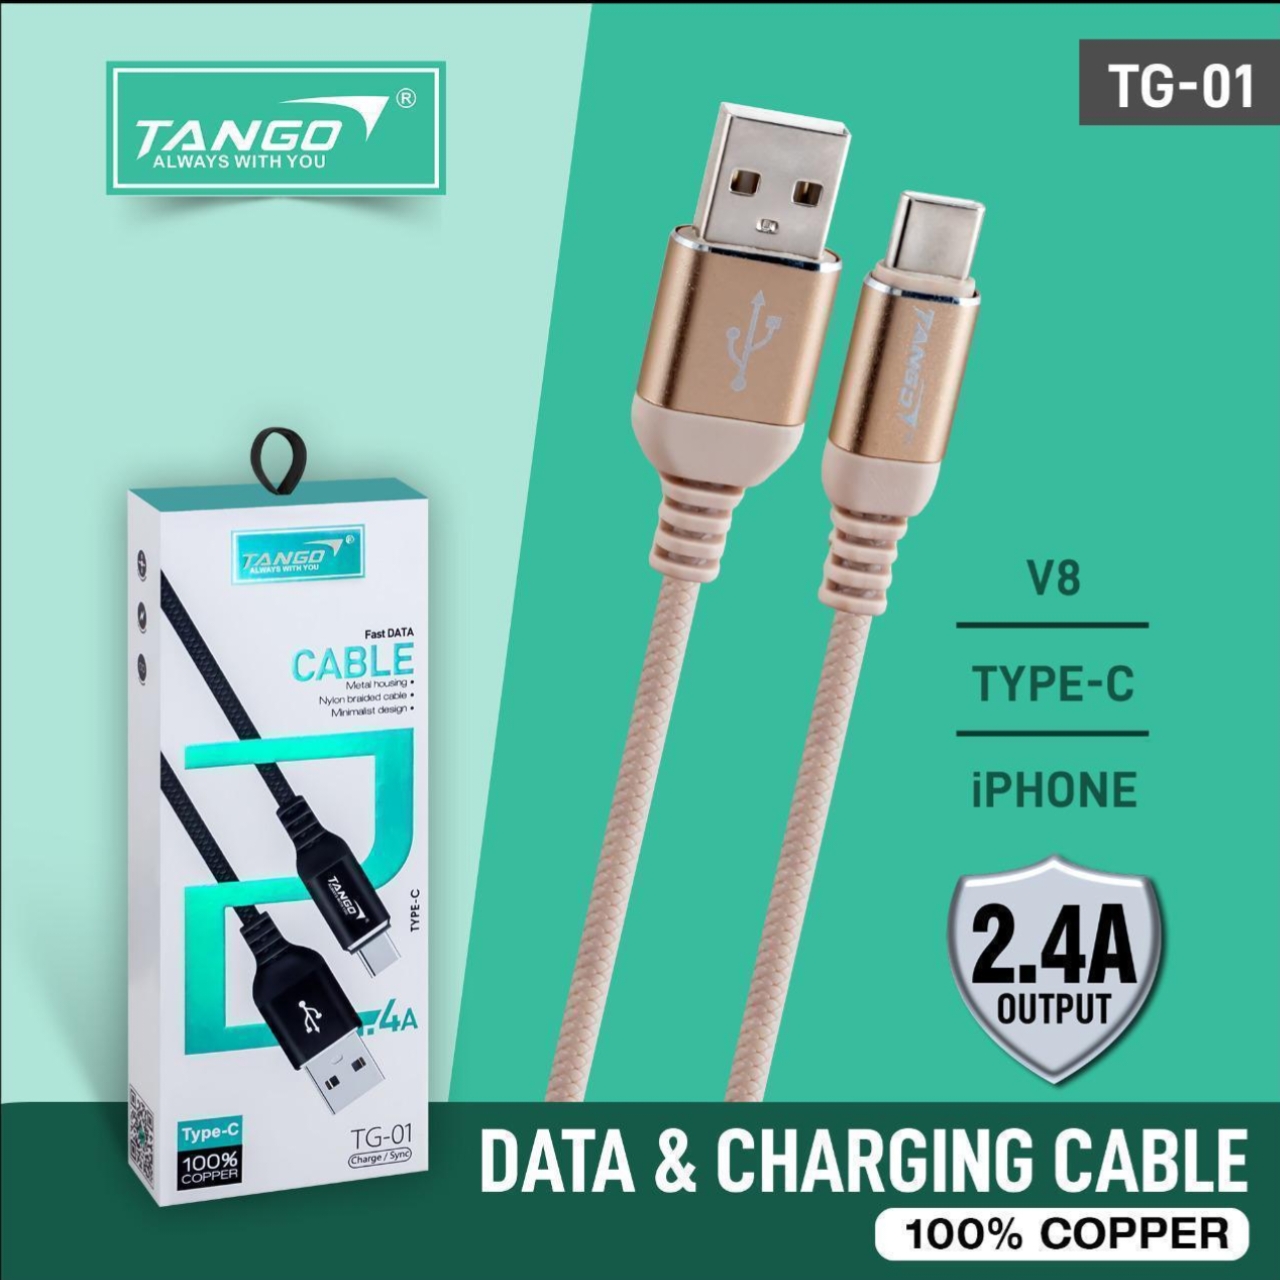 TANGO ®
ALWAYS WITH YOU
TG-01
TANGO ®
V8
TYPE-C
iPHONE
2.4A
OUTPUT
TANGO ®
ALWAYS WITH YOU
Fast DATA
CABLE
Metal housing •
Nylon braided cable •
Minimalist design •
TANGO ®
TYPE-C
.4A
Type-C
100%
COPPER
TG-01
Charge / Sync
DATA & CHARGING CABLE
100% COPPER